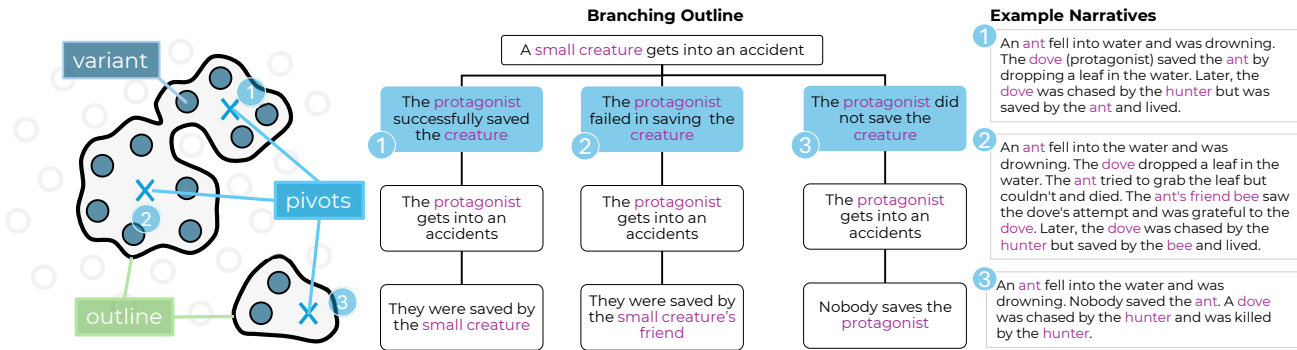 variant
1
pivots
2
outline
3
Branching Outline
A small creature gets into an accident
The protagonist
successfully saved
the creature
1
The protagonist
failed in saving the
creature
2
The protagonist did
not save the
creature
3
The protagonist
gets into an
accidents
The protagonist
gets into an
accidents
The protagonist
gets into an
accidents
They were saved by
the small creature
They were saved by
the small creature's
friend
Nobody saves the
protagonist
Example Narratives
1
An ant fell into water and was drowning.
The dove (protagonist) saved the ant by
dropping a leaf in the water. Later, the
dove was chased by the hunter but was
saved by the ant and lived.
2
An ant fell into the water and was
drowning. The dove dropped a leaf in the
water. The ant tried to grab the leaf but
couldn't and died. The ant's friend bee saw
the dove's attempt and was grateful to the
dove. Later, the dove was chased by the
hunter but saved by the bee and lived.
3
An ant fell into the water and was
drowning. Nobody saved the ant. A dove
was chased by the hunter and was killed
by the hunter.